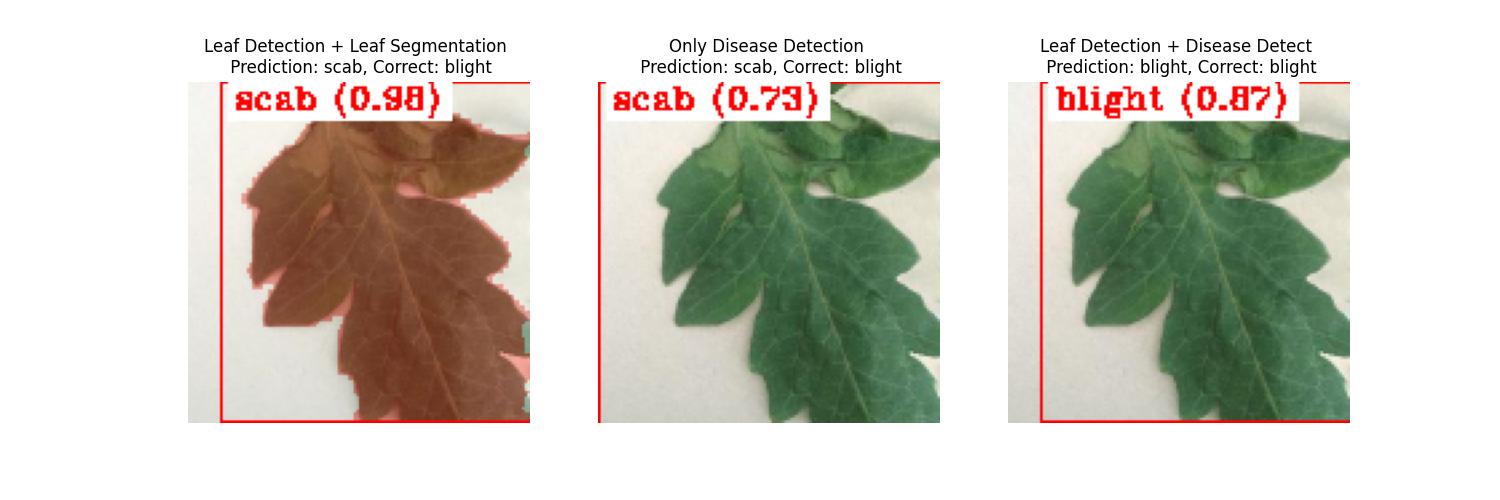 Leaf Detection + Leaf Segmentation
Prediction: scab, Correct: blight
scab (0.98)
Only Disease Detection
Prediction: scab, Correct: blight
scab (0.73)
Leaf Detection + Disease Detect
Prediction: blight, Correct: blight
blight (0.87)